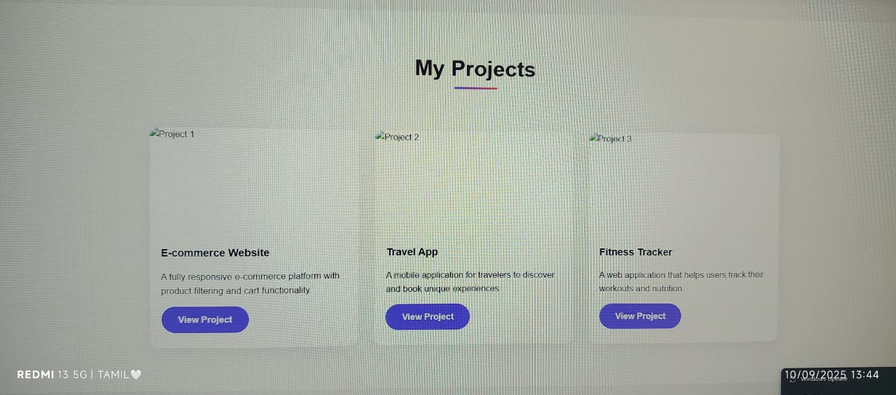 My Projects
Project 1
Project 2
Project 3
E-commerce Website
A fully responsive e-commerce platform with
product filtering and cart functionality.
View Project
Travel App
A mobile application for travelers to discover
and book unique experiences.
View Project
Fitness Tracker
A web application that helps users track their
workouts and nutrition.
View Project
REDMI 13 5G | TAMIL🤍
10/09/2025 13:44